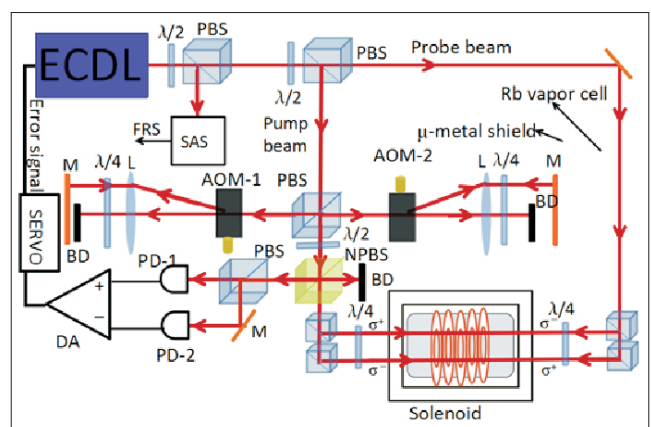 ECDL
λ/2
PBS
λ/2
PBS
Probe beam
Pump
beam
FRS
SAS
Rb vapor cell
μ-metal shield
Error signal
M
λ/4
L
AOM-1
PBS
AOM-2
L
λ/4
M
BD
BD
SERVO
λ/2
NPBS
BD
PBS
PD-1
M
PD-2
DA
+
−
λ/4
σ+
σ−
σ−
λ/4
σ+
Solenoid